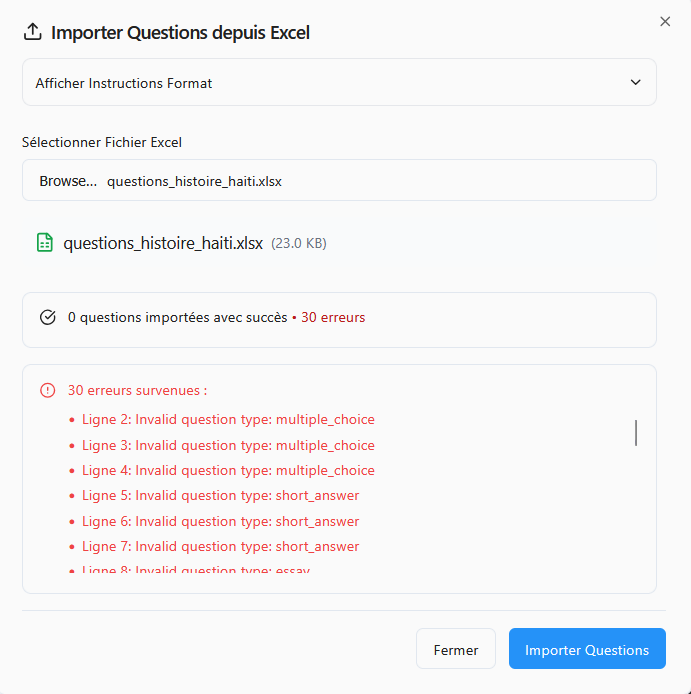 Importer Questions depuis Excel
Afficher Instructions Format
Sélectionner Fichier Excel
Browse... questions_histoire_haiti.xlsx
questions_histoire_haiti.xlsx (23.0 KB)
0 questions importées avec succès • 30 erreurs
30 erreurs survenues :
• Ligne 2: Invalid question type: multiple_choice
• Ligne 3: Invalid question type: multiple_choice
• Ligne 4: Invalid question type: multiple_choice
• Ligne 5: Invalid question type: short_answer
• Ligne 6: Invalid question type: short_answer
• Ligne 7: Invalid question type: short_answer
• Ligne 8: Invalid question type: essay
Fermer
Importer Questions